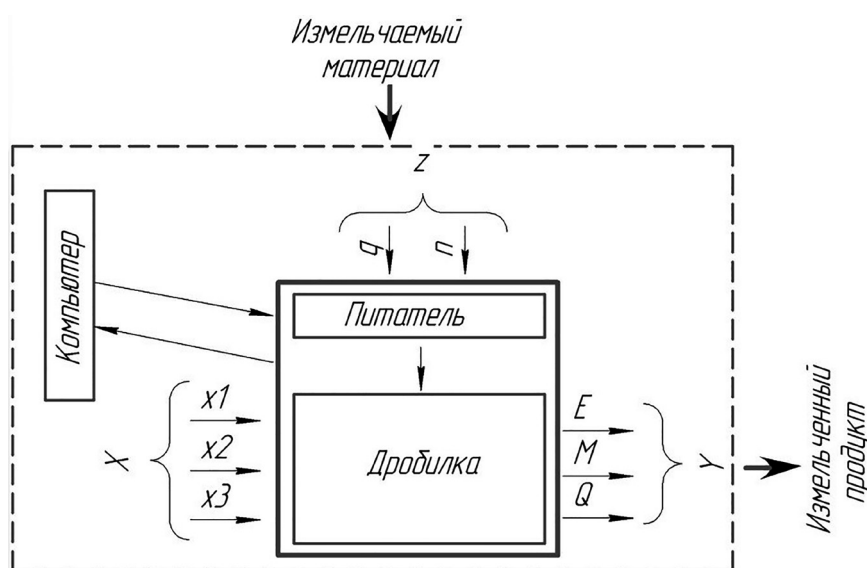 Измельчаемый
материал
Z
q
n
Компьютер
Питатель
X
x1
x2
x3
Дробилка
E
M
Q
Y
Измельченный
продукт